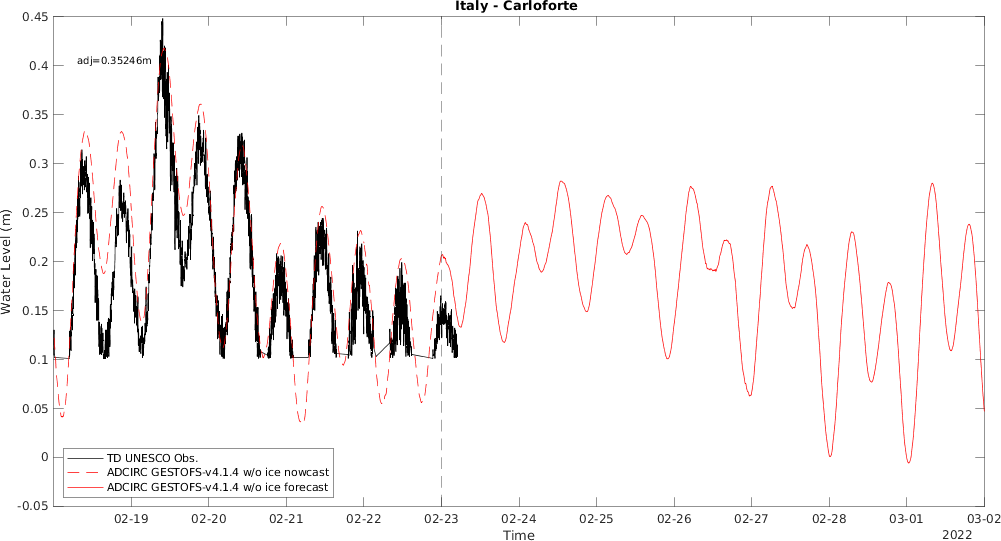 Italy - Carloforte
0.45
0.4
0.35
0.3
0.25
0.2
0.15
0.1
0.05
0
-0.05
Water Level (m)
adj=0.35246m
TD UNESCO Obs.
ADCIRC GESTOFS-v4.1.4 w/o ice nowcast
ADCIRC GESTOFS-v4.1.4 w/o ice forecast
02-19 02-20 02-21 02-22 02-23 02-24 02-25 02-26 02-27 02-28 03-01 03-02
Time
2022